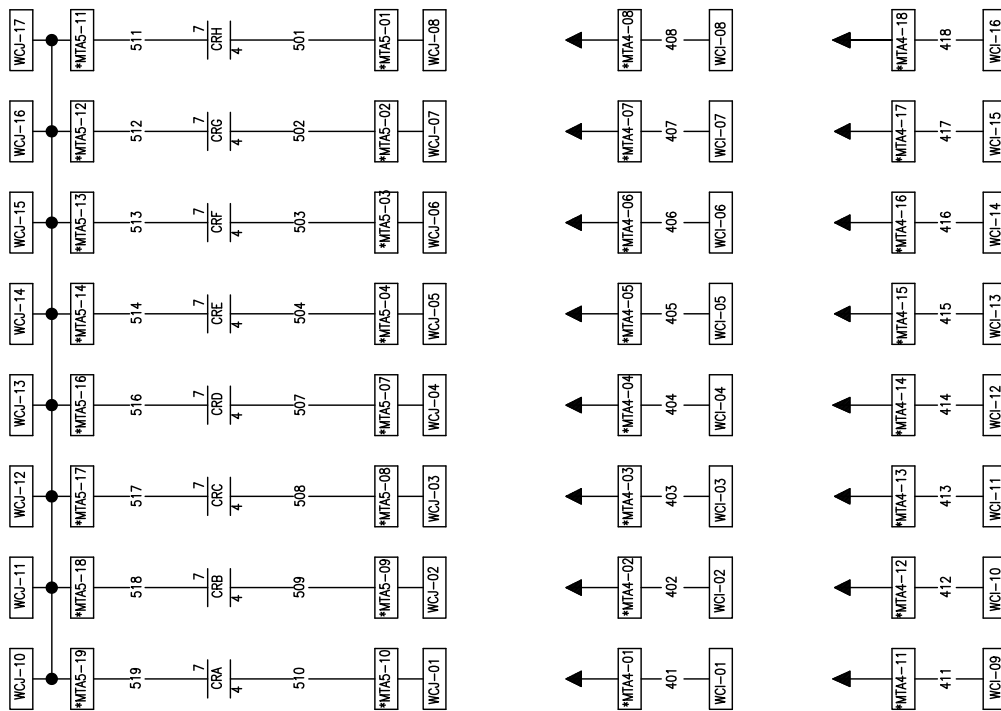 WCJ-10 WCJ-11 WCJ-12 WCJ-13 WCJ-14 WCJ-15 WCJ-16 WCJ-17
*MTA5-19 *MTA5-18 *MTA5-17 *MTA5-16 *MTA5-14 *MTA5-13 *MTA5-12 *MTA5-11
519 518 517 516 514 513 512 511
7 7 7 7 7 7 7 7
CRA CRB CRC CRD CRE CRF CRG CRH
4 4 4 4 4 4 4 4
510 509 508 507 504 503 502 501
*MTA5-10 *MTA5-09 *MTA5-08 *MTA5-07 *MTA5-04 *MTA5-03 *MTA5-02 *MTA5-01
WCJ-01 WCJ-02 WCJ-03 WCJ-04 WCJ-05 WCJ-06 WCJ-07 WCJ-08
*MTA4-01 *MTA4-02 *MTA4-03 *MTA4-04 *MTA4-05 *MTA4-06 *MTA4-07 *MTA4-08
401 402 403 404 405 406 407 408
WCI-01 WCI-02 WCI-03 WCI-04 WCI-05 WCI-06 WCI-07 WCI-08
*MTA4-11 *MTA4-12 *MTA4-13 *MTA4-14 *MTA4-15 *MTA4-16 *MTA4-17 *MTA4-18
411 412 413 414 415 416 417 418
WCI-09 WCI-10 WCI-11 WCI-12 WCI-13 WCI-14 WCI-15 WCI-16